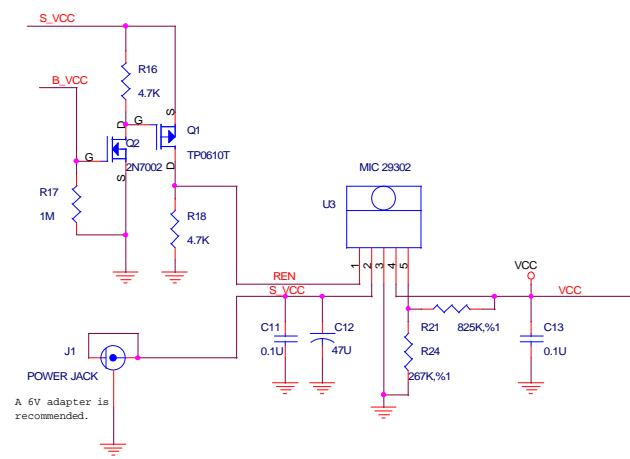 S_VCC
B_VCC
R16
4.7K
S
G
Q1
D
Q2
G
TP0610T
2N7002
D
S
R17
1M
R18
4.7K
MIC 29302
U3
1
2
3
4
5
REN
S_VCC
VCC
VCC
C11
0.1U
C12
47U
R21
825K,%1
R24
267K,%1
C13
0.1U
J1
POWER JACK
A 6V adapter is
recommended.